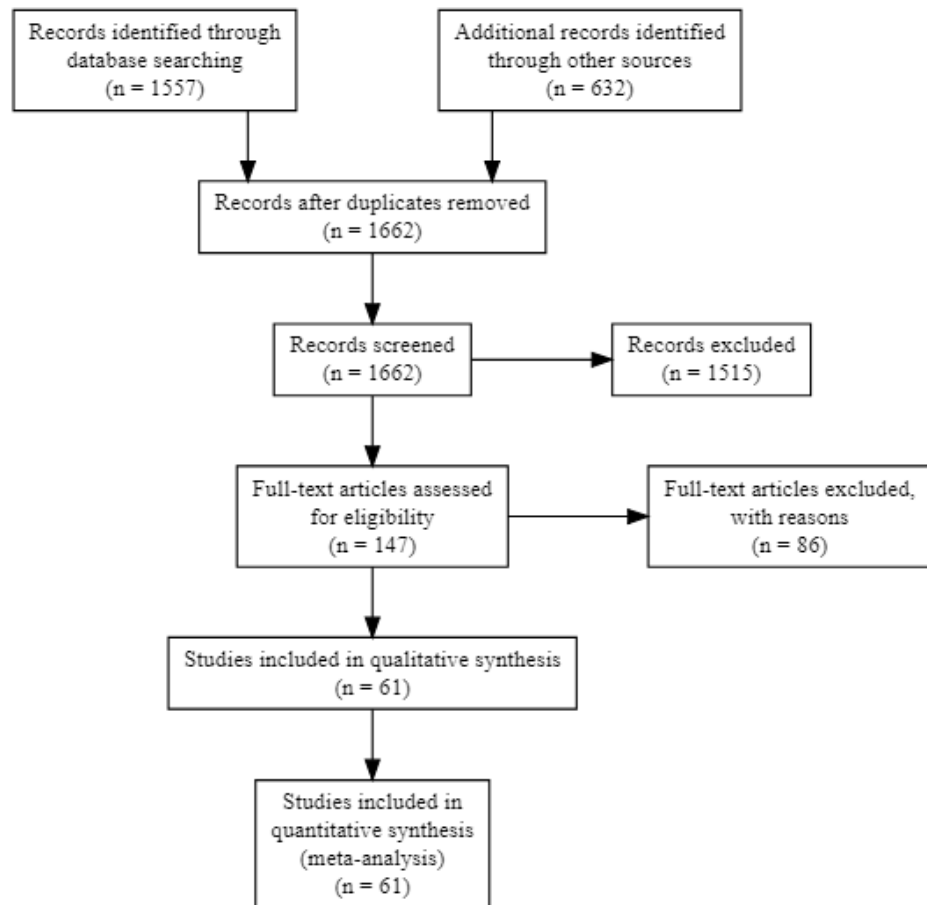 Records identified through
database searching
(n = 1557)
Additional records identified
through other sources
(n = 632)
Records after duplicates removed
(n = 1662)
Records screened
(n = 1662)
Records excluded
(n = 1515)
Full-text articles assessed
for eligibility
(n = 147)
Full-text articles excluded,
with reasons
(n = 86)
Studies included in qualitative synthesis
(n = 61)
Studies included in
quantitative synthesis
(meta-analysis)
(n = 61)